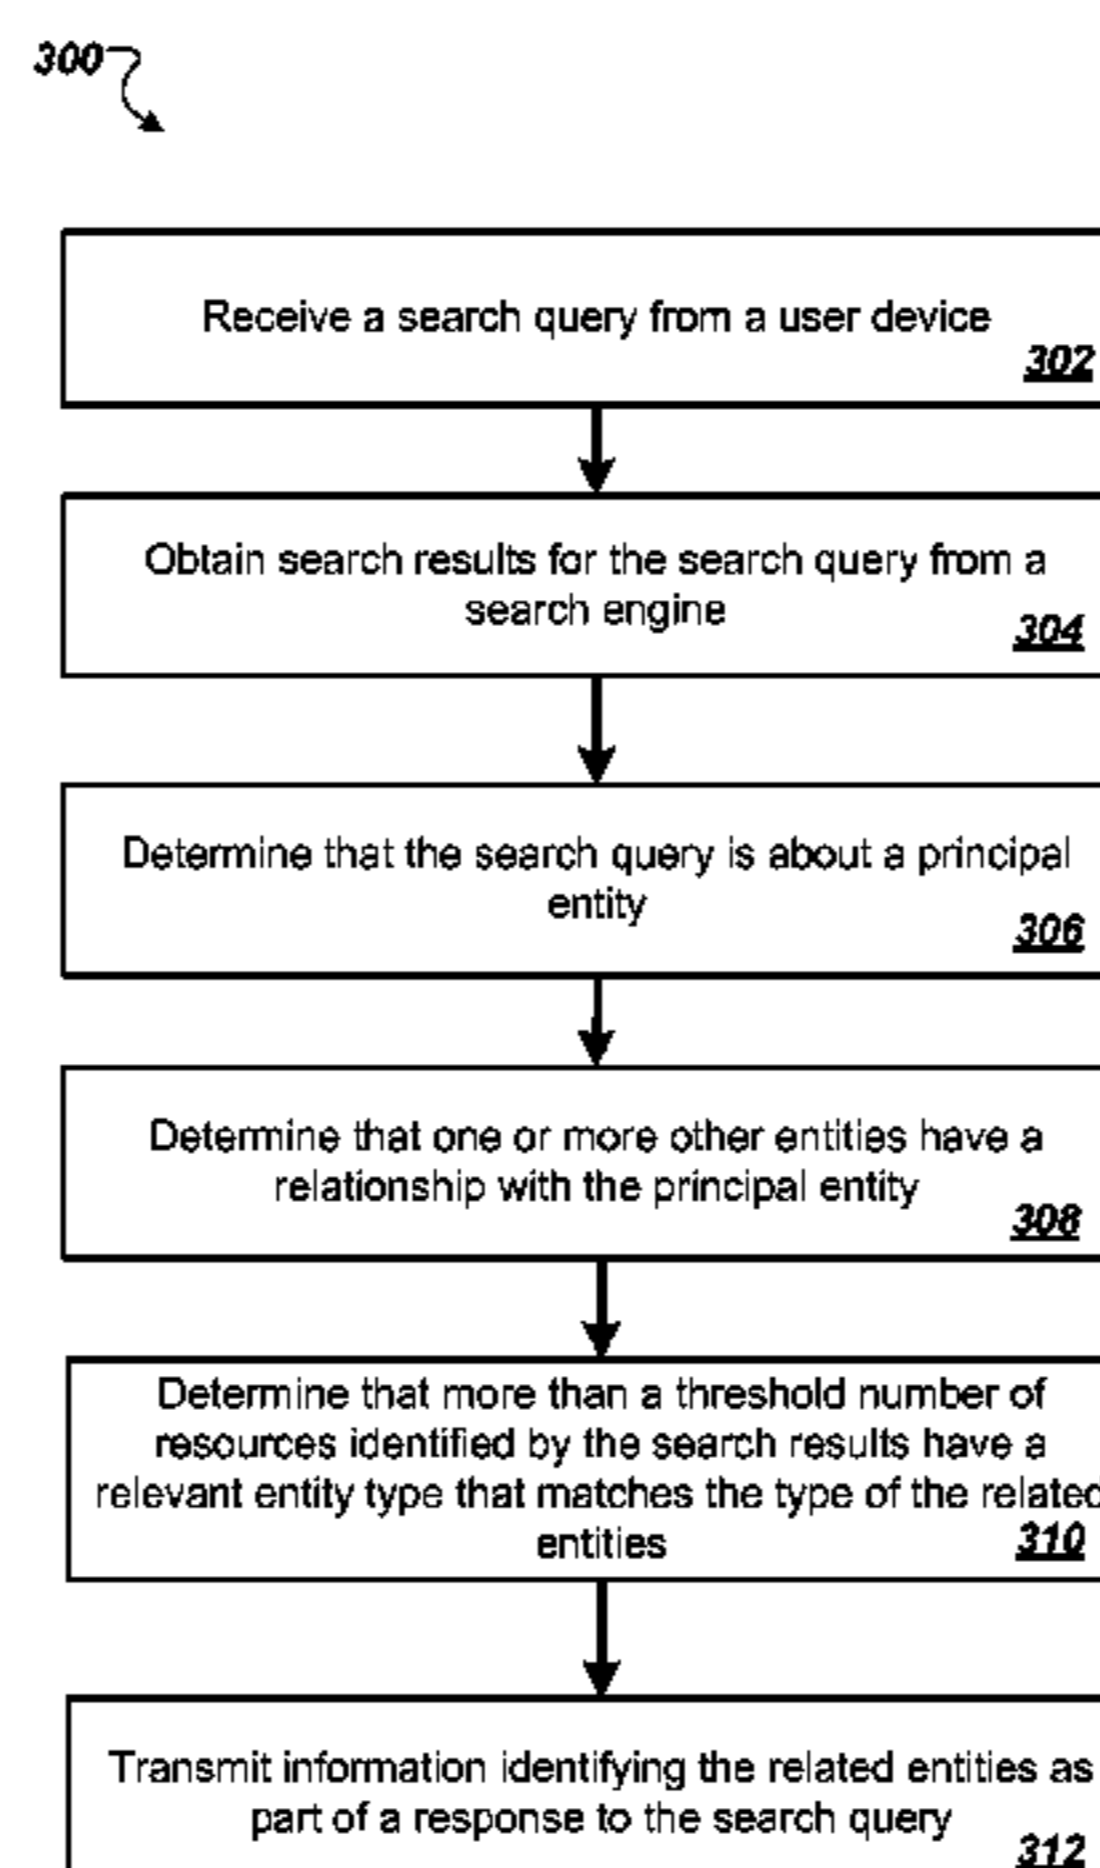 300
Receive a search query from a user device
302
Obtain search results for the search query from a
search engine
304
Determine that the search query is about a principal
entity
306
Determine that one or more other entities have a
relationship with the principal entity
308
Determine that more than a threshold number of
resources identified by the search results have a
relevant entity type that matches the type of the related
entities
310
Transmit information identifying the related entities as
part of a response to the search query
312